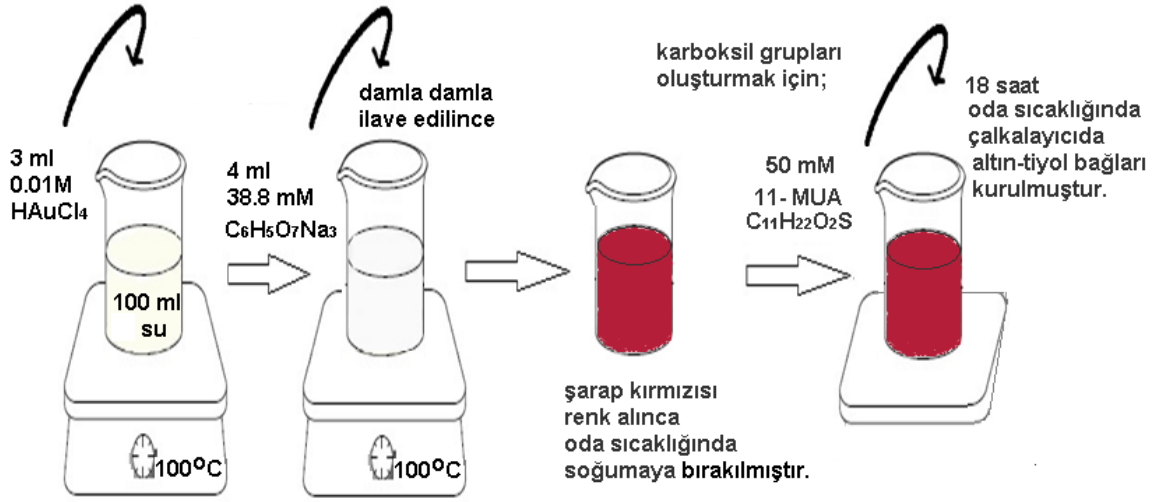 3 ml
0.01M
HAuCl4
100 ml
su
100°C
4 ml
38.8 mM
C6H5O7Na3
damla damla
ilave edilince
100°C
şarap kırmızısı
renk alınca
oda sıcaklığında
soğumaya bırakılmıştır.
karboksil grupları
oluşturmak için;
50 mM
11- MUA
C11H22O2S
18 saat
oda sıcaklığında
çalkalayıcıda
altın-tiyol bağları
kurulmuştur.